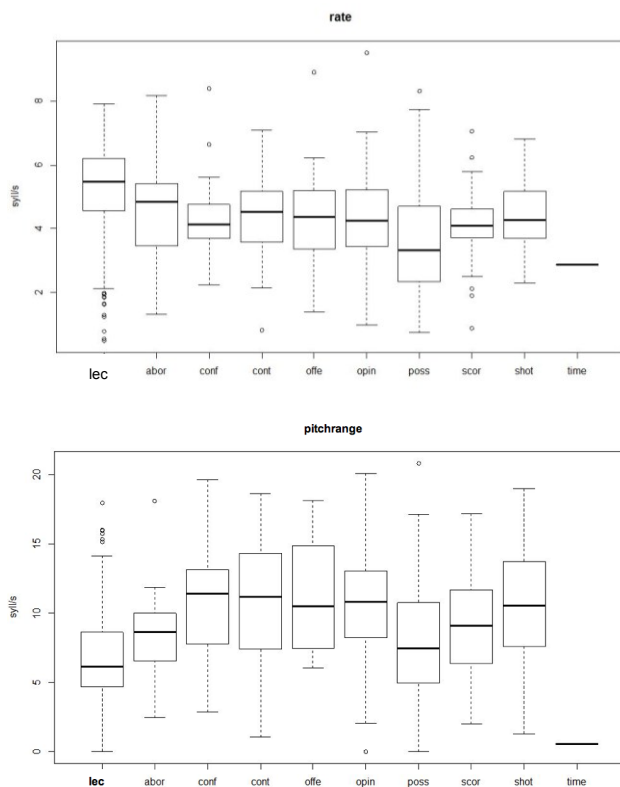 rate
8
6
4
2
syll/s
lec abor conf cont offe opin poss scor shot time
pitchrange
20
15
10
5
0
syll/s
lec abor conf cont offe opin poss scor shot time